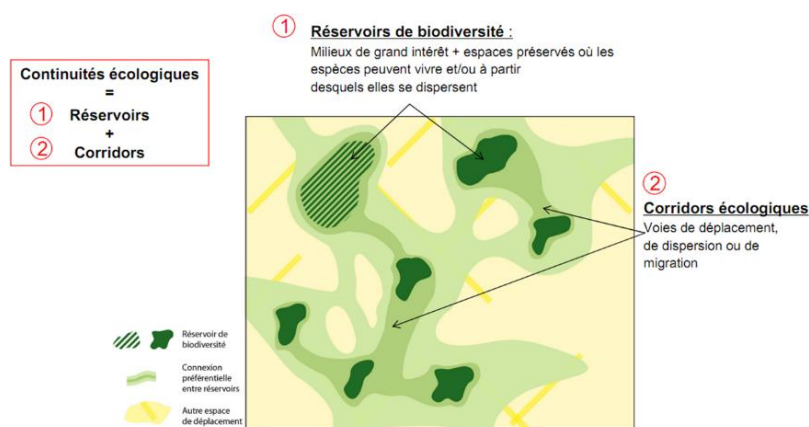 ① Réservoirs de biodiversité :
Milieux de grand intérêt + espaces préservés où les
espèces peuvent vivre et/ou à partir
desquels elles se dispersent
Continuités écologiques
=
① Réservoirs
+
② Corridors
②
Corridors écologiques
Voies de déplacement,
de dispersion ou de
migration
Réservoir de
biodiversité
Connexion
préférentielle
entre réservoirs
Autre espace
de déplacement